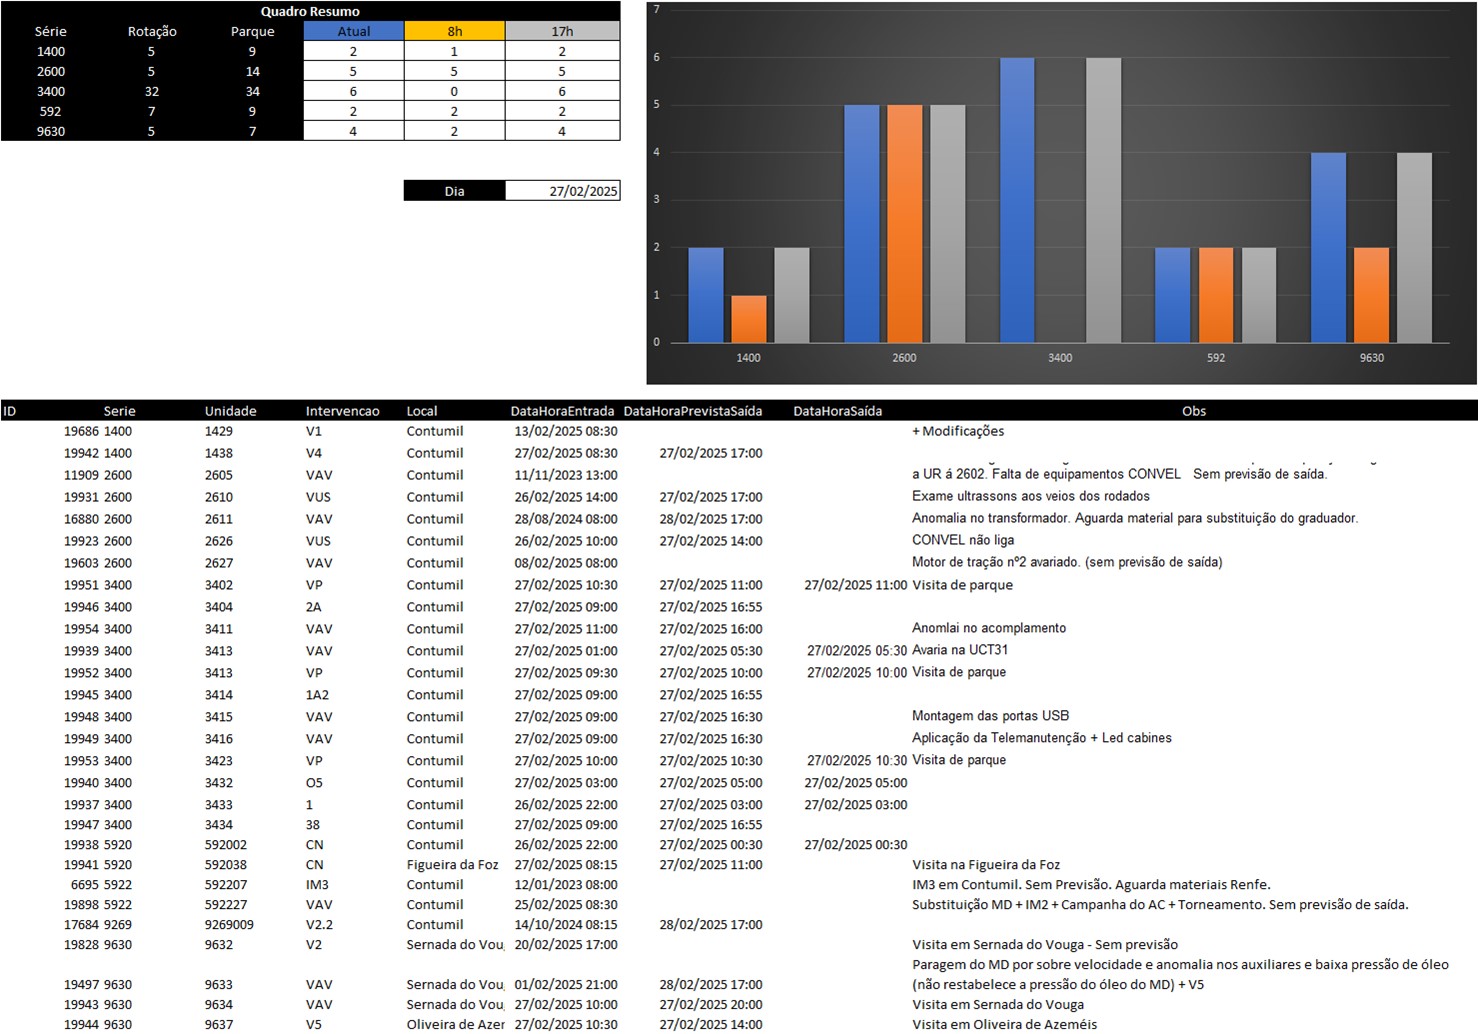 Quadro Resumo
Série Rotação Parque Atual 8h 17h
1400 5 9 2 1 2
2600 5 14 5 5 5
3400 32 34 6 0 6
592 7 9 2 2 2
9630 5 7 4 2 4
Dia 27/02/2025
7
6
5
4
3
2
1
0
1400 2600 3400 592 9630
ID Serie Unidade Intervencao Local DataHoraEntrada DataHoraPrevistaSaída DataHoraSaída Obs
19686 1400 1429 V1 Contumil 13/02/2025 08:30 + Modificações
19942 1400 1438 V4 Contumil 27/02/2025 08:30 27/02/2025 17:00
11909 2600 2605 VAV Contumil 11/11/2023 13:00 a UR á 2602. Falta de equipamentos CONVEL Sem previsão de saída.
19931 2600 2610 VUS Contumil 26/02/2025 14:00 27/02/2025 17:00 Exame ultrassons aos veios dos rodados
16880 2600 2611 VAV Contumil 28/08/2024 08:00 28/02/2025 17:00 Anomalia no transformador. Aguarda material para substituição do graduador.
19923 2600 2626 VUS Contumil 26/02/2025 10:00 27/02/2025 14:00 CONVEL não liga
19603 2600 2627 VAV Contumil 08/02/2025 08:00 Motor de tração nº2 avariado. (sem previsão de saída)
19951 3400 3402 VP Contumil 27/02/2025 10:30 27/02/2025 11:00 27/02/2025 11:00 Visita de parque
19946 3400 3404 2A Contumil 27/02/2025 09:00 27/02/2025 16:55
19954 3400 3411 VAV Contumil 27/02/2025 11:00 27/02/2025 16:00 Anomlai no acomplamento
19939 3400 3413 VAV Contumil 27/02/2025 01:00 27/02/2025 05:30 27/02/2025 05:30 Avaria na UCT31
19952 3400 3413 VP Contumil 27/02/2025 09:30 27/02/2025 10:00 27/02/2025 10:00 Visita de parque
19945 3400 3414 1A2 Contumil 27/02/2025 09:00 27/02/2025 16:55
19948 3400 3415 VAV Contumil 27/02/2025 09:00 27/02/2025 16:30 Montagem das portas USB
19949 3400 3416 VAV Contumil 27/02/2025 09:00 27/02/2025 16:30 Aplicação da Telemanutenção + Led cabines
19953 3400 3423 VP Contumil 27/02/2025 10:00 27/02/2025 10:30 27/02/2025 10:30 Visita de parque
19940 3400 3432 O5 Contumil 27/02/2025 03:00 27/02/2025 05:00 27/02/2025 05:00
19937 3400 3433 1 Contumil 26/02/2025 22:00 27/02/2025 03:00 27/02/2025 03:00
19947 3400 3434 38 Contumil 27/02/2025 09:00 27/02/2025 16:55
19938 5920 592002 CN Contumil 26/02/2025 22:00 27/02/2025 00:30 27/02/2025 00:30
19941 5920 592038 CN Figueira da Foz 27/02/2025 08:15 27/02/2025 11:00 Visita na Figueira da Foz
6695 5922 592207 IM3 Contumil 12/01/2023 08:00 IM3 em Contumil. Sem Previsão. Aguarda materiais Renfe.
19898 5922 592227 VAV Contumil 25/02/2025 08:30 Substituição MD + IM2 + Campanha do AC + Torneamento. Sem previsão de saída.
17684 9269 9269009 V2.2 Contumil 14/10/2024 08:15 28/02/2025 17:00
19828 9630 9632 V2 Sernada do Vou 20/02/2025 17:00 Visita em Sernada do Vouga - Sem previsão
Paragem do MD por sobre velocidade e anomalia nos auxiliares e baixa pressão de óleo
19497 9630 9633 VAV Sernada do Vou 01/02/2025 21:00 28/02/2025 17:00 (não restabelece a pressão do óleo do MD) + V5
19943 9630 9634 VAV Sernada do Vou 27/02/2025 10:00 27/02/2025 20:00 Visita em Sernada do Vouga
19944 9630 9637 V5 Oliveira de Azer 27/02/2025 10:30 27/02/2025 14:00 Visita em Oliveira de Azeméis